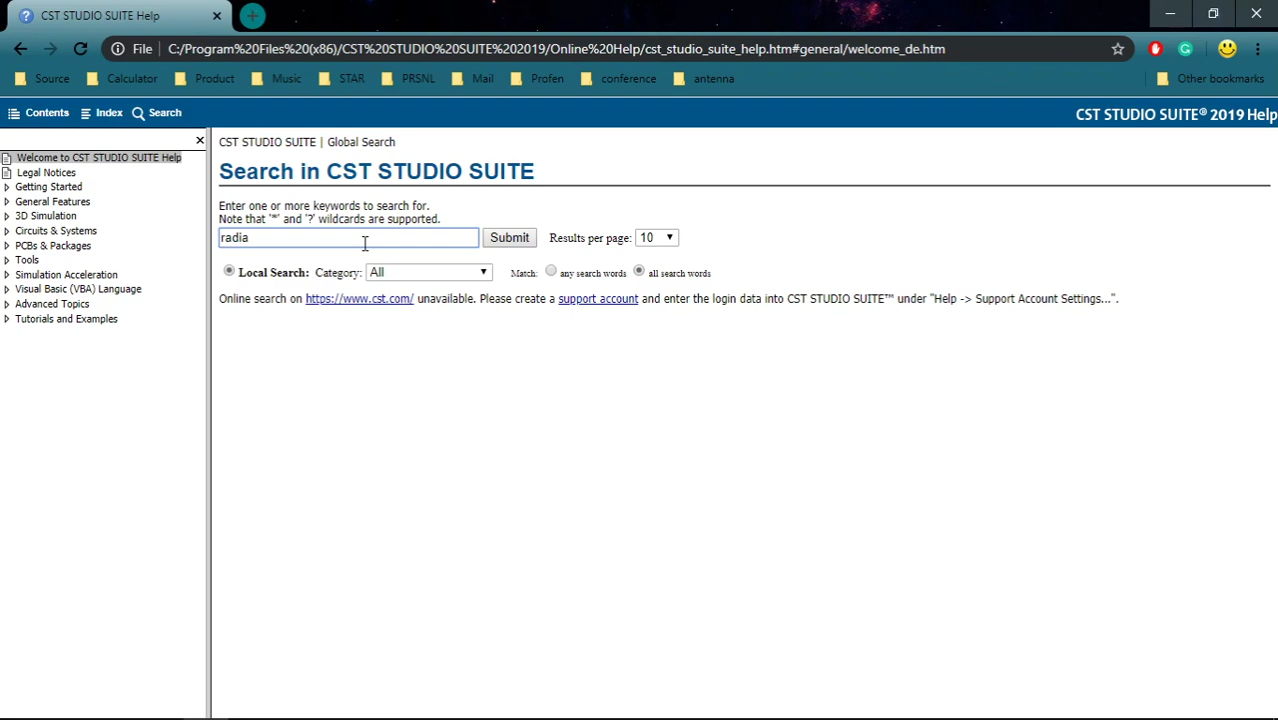 CST STUDIO SUITE Help
File
C:/Program%20Files%20(x86)/CST%20STUDIO%20SUITE%202019/Online%20Help/cst_studio_suite_help.htm#general/welcome_de.htm
Source
Calculator
Product
Music
STAR
PRSNL
Mail
Profen
conference
antenna
Other bookmarks
Contents
Index
Search
CST STUDIO SUITE® 2019 Help
Welcome to CST STUDIO SUITE Help
Legal Notices
Getting Started
General Features
3D Simulation
Circuits & Systems
PCBs & Packages
Tools
Simulation Acceleration
Visual Basic (VBA) Language
Advanced Topics
Tutorials and Examples
CST STUDIO SUITE | Global Search
Search in CST STUDIO SUITE
Enter one or more keywords to search for.
Note that '*' and '?' wildcards are supported.
radia
Submit
Results per page: 10
Local Search: Category: All
Match: any search words all search words
Online search on https://www.cst.com/ unavailable. Please create a support account and enter the login data into CST STUDIO SUITE™ under "Help -> Support Account Settings...".